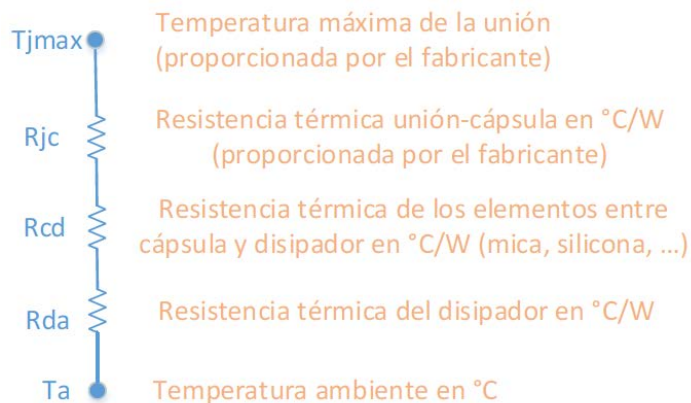 Tjmax
Temperatura máxima de la unión
(proporcionada por el fabricante)
Rjc
Resistencia térmica unión-cápsula en °C/W
(proporcionada por el fabricante)
Rcd
Resistencia térmica de los elementos entre
cápsula y disipador en °C/W (mica, silicona, ...)
Rda
Resistencia térmica del disipador en °C/W
Ta
Temperatura ambiente en °C